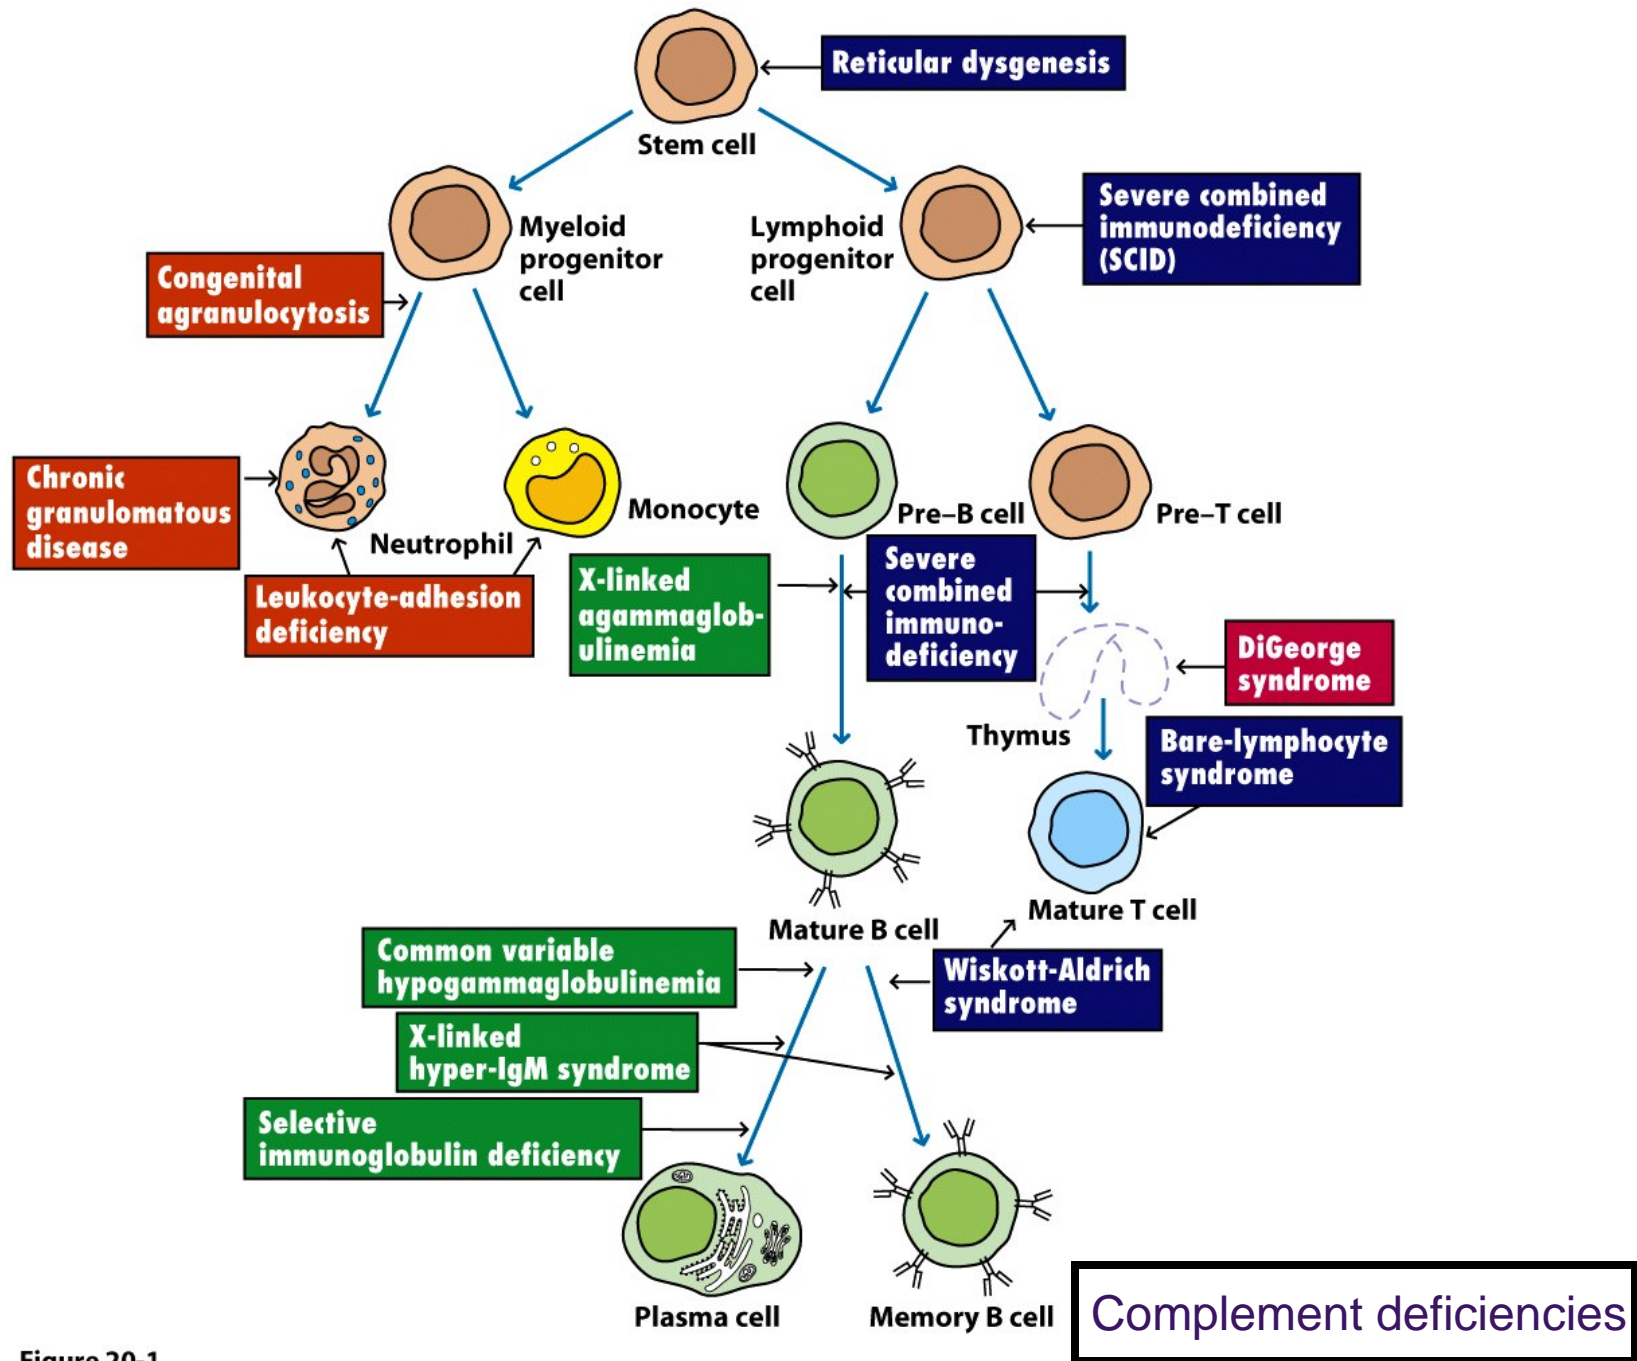 Reticular dysgenesis
Stem cell
Severe combined
immunodeficiency
(SCID)
Myeloid
progenitor
cell
Lymphoid
progenitor
cell
Congenital
agranulocytosis
Chronic
granulomatous
disease
Neutrophil
Monocyte
Pre–B cell
Pre–T cell
Leukocyte-adhesion
deficiency
X-linked
agammaglob-
ulinemia
Severe
combined
immuno-
deficiency
DiGeorge
syndrome
Thymus
Bare-lymphocyte
syndrome
Mature B cell
Mature T cell
Common variable
hypogammaglobulinemia
Wiskott-Aldrich
syndrome
X-linked
hyper-IgM syndrome
Selective
immunoglobulin deficiency
Plasma cell
Memory B cell
Complement deficiencies
Figure 20-1